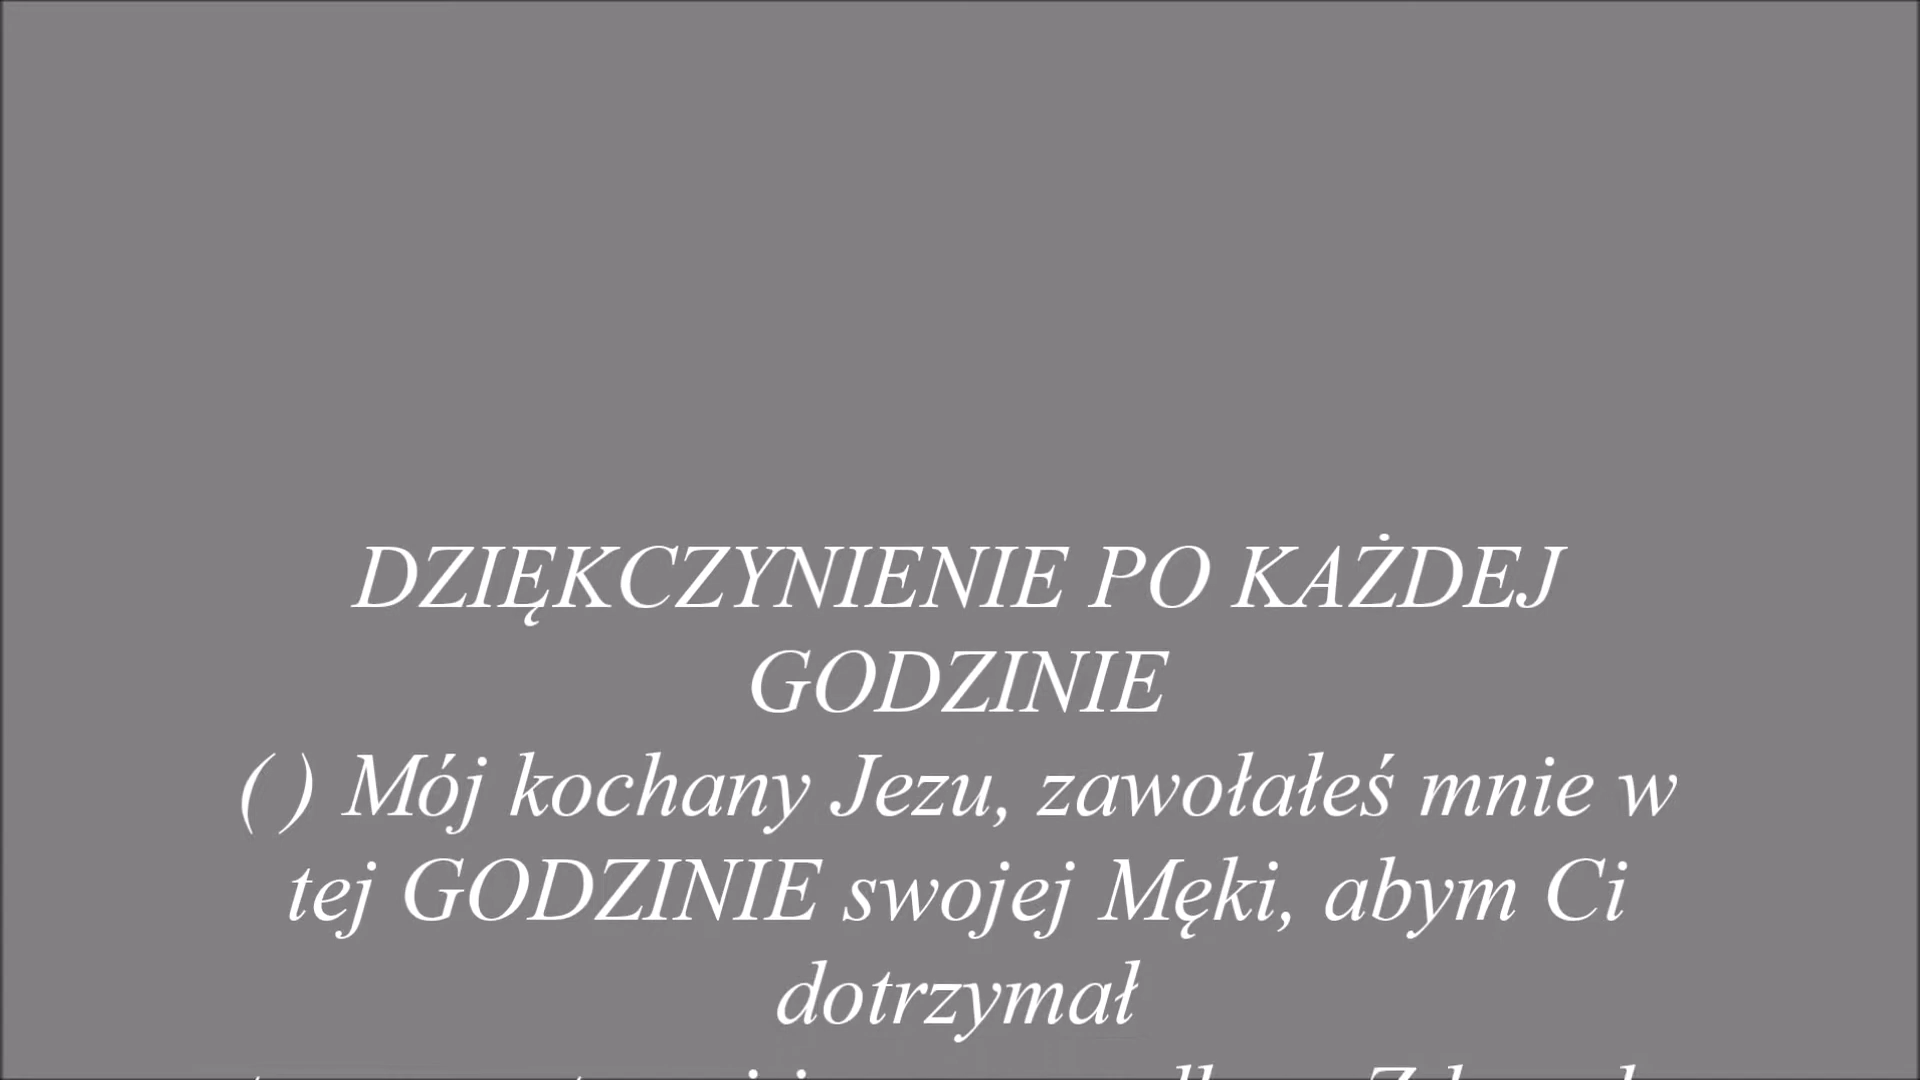 DZIĘKCZYNIENIE PO KAŻDEJ
GODZINIE
( ) Mój kochany Jezu, zawołałeś mnie w
tej GODZINIE swojej Męki, abym Ci
dotrzymał